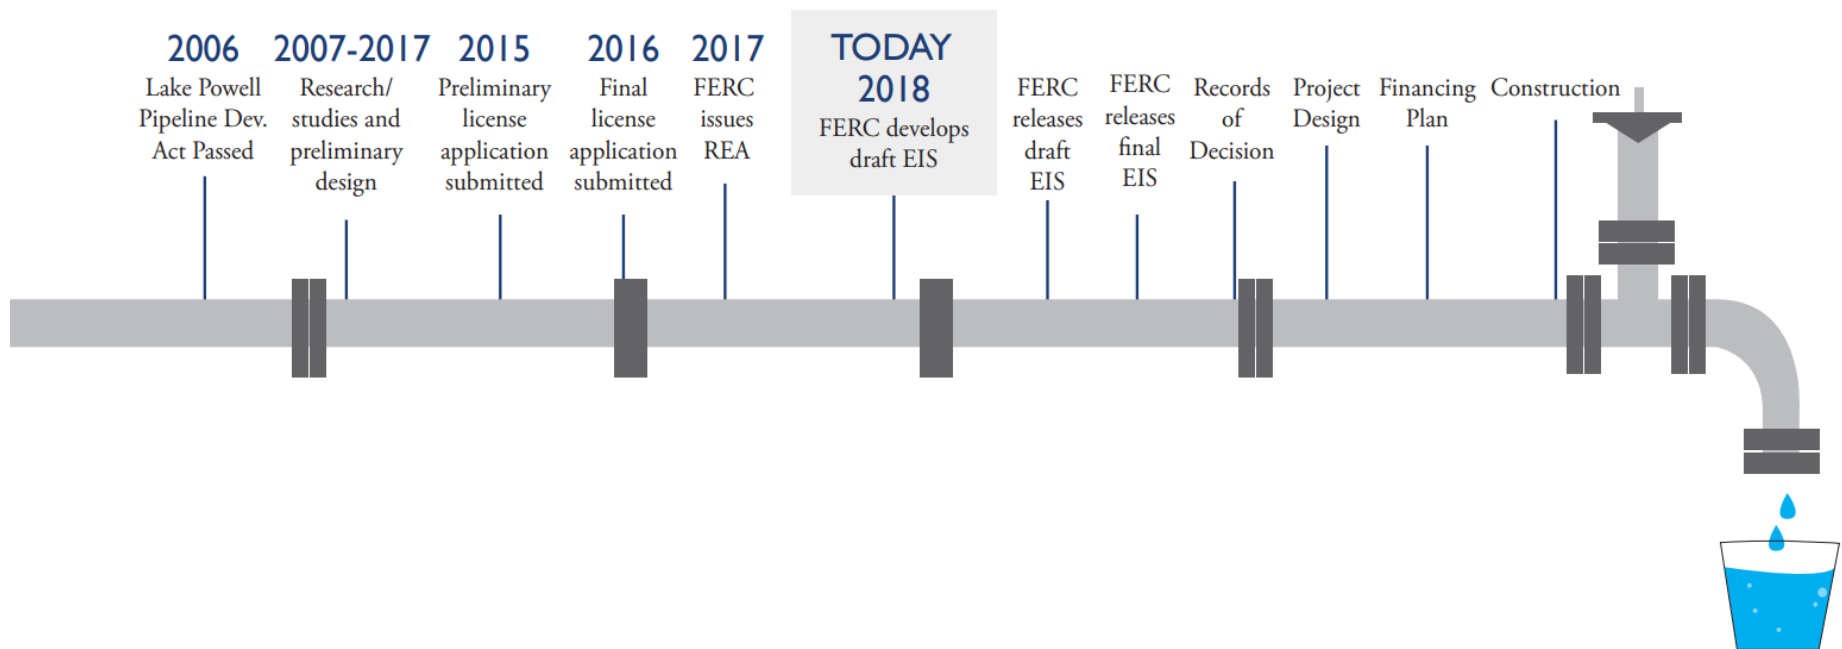 2006
Lake Powell
Pipeline Dev.
Act Passed
2007-2017
Research/
studies and
preliminary
design
2015
Preliminary
license
application
submitted
2016
Final
license
application
submitted
2017
FERC
issues
REA
TODAY
2018
FERC develops
draft EIS
FERC
releases
draft
EIS
FERC
releases
final
EIS
Records
of
Decision
Project
Design
Financing
Plan
Construction